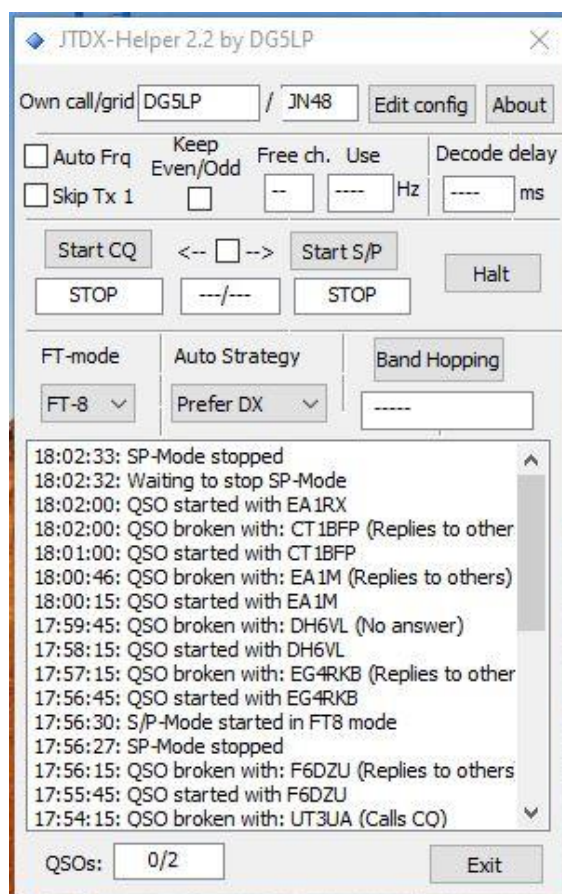 JTDX-Helper 2.2 by DG5LP
Own call/grid DG5LP / JN48 Edit config About
Auto Frq Keep Even/Odd Free ch. Use Decode delay
Skip Tx 1 -- ---- Hz ---- ms
Start CQ <-- --> Start S/P Halt
STOP ---/--- STOP
FT-mode Auto Strategy Band Hopping
FT-8 Prefer DX -----
18:02:33: SP-Mode stopped
18:02:32: Waiting to stop SP-Mode
18:02:00: QSO started with EA1RX
18:02:00: QSO broken with: CT1BFP (Replies to other
18:01:00: QSO started with CT1BFP
18:00:46: QSO broken with: EA1M (Replies to others)
18:00:15: QSO started with EA1M
17:59:45: QSO broken with: DH6VL (No answer)
17:58:15: QSO started with DH6VL
17:57:15: QSO broken with: EG4RKB (Replies to other
17:56:45: QSO started with EG4RKB
17:56:30: S/P-Mode started in FT8 mode
17:56:27: SP-Mode stopped
17:56:15: QSO broken with: F6DZU (Replies to others
17:55:45: QSO started with F6DZU
17:54:15: QSO broken with: UT3UA (Calls CQ)
QSOs: 0/2 Exit